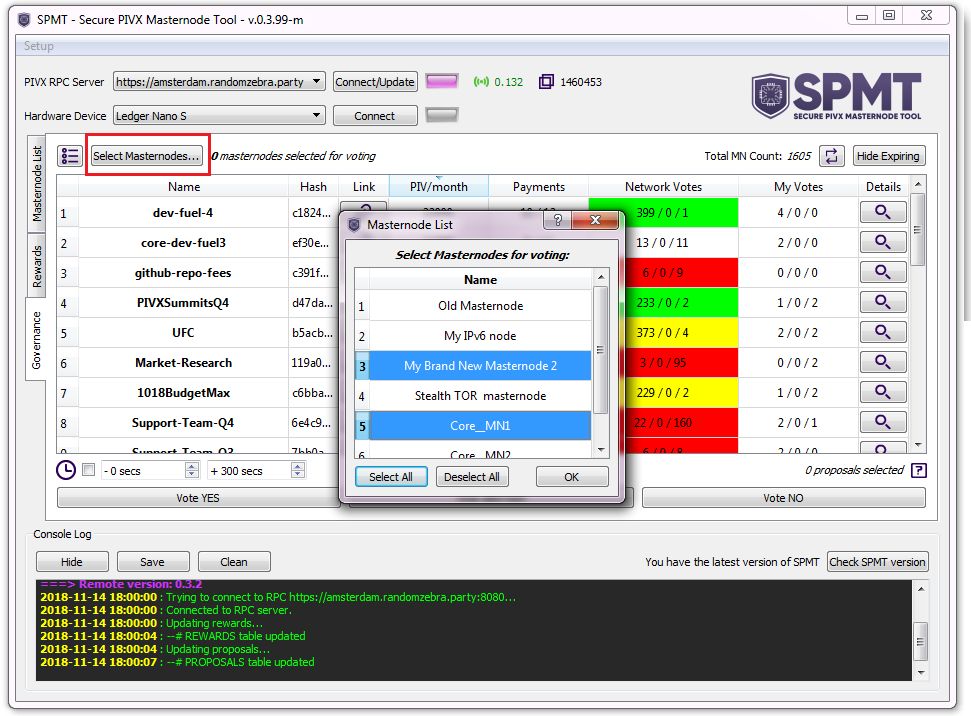 SPMT - Secure PIVX Masternode Tool - v.0.3.99-m
Setup
PIVX RPC Server https://amsterdam.randomzebra.party Connect/Update 0.132 1460453
SPMT
SECURE PIVX MASTERNODE TOOL
Hardware Device Ledger Nano S Connect
Masternode List
Rewards
Governance
Select Masternodes... 0 masternodes selected for voting Total MN Count: 1605 Hide Expiring
Name Hash Link PIV/month Payments Network Votes My Votes Details
1 dev-fuel-4 c1824... 399 / 0 / 1 4 / 0 / 0
2 core-dev-fuel3 ef30e... 13 / 0 / 11 2 / 0 / 0
3 github-repo-fees c391f... 6 / 0 / 9 0 / 0 / 0
4 PIVXSummitsQ4 d47da... 233 / 0 / 2 1 / 0 / 2
5 UFC b5acb... 373 / 0 / 4 2 / 0 / 2
6 Market-Research 119a0... 3 / 0 / 95 2 / 0 / 0
7 1018BudgetMax c6bba... 229 / 0 / 2 1 / 0 / 2
8 Support-Team-Q4 6e4c9... 22 / 0 / 160 2 / 0 / 1
Masternode List
Select Masternodes for voting:
Name
1 Old Masternode
2 My IPv6 node
3 My Brand New Masternode 2
4 Stealth TOR masternode
5 Core__MN1
6 Core__MN2
Select All Deselect All OK
- 0 secs + 300 secs 0 proposals selected ?
Vote YES Vote NO
Console Log
Hide Save Clean You have the latest version of SPMT Check SPMT version
===> Remote version: 0.3.2
2018-11-14 18:00:00 : Trying to connect to RPC https://amsterdam.randomzebra.party:8080...
2018-11-14 18:00:00 : Connected to RPC server.
2018-11-14 18:00:00 : Updating rewards...
2018-11-14 18:00:04 : --# REWARDS table updated
2018-11-14 18:00:04 : Updating proposals...
2018-11-14 18:00:07 : --# PROPOSALS table updated